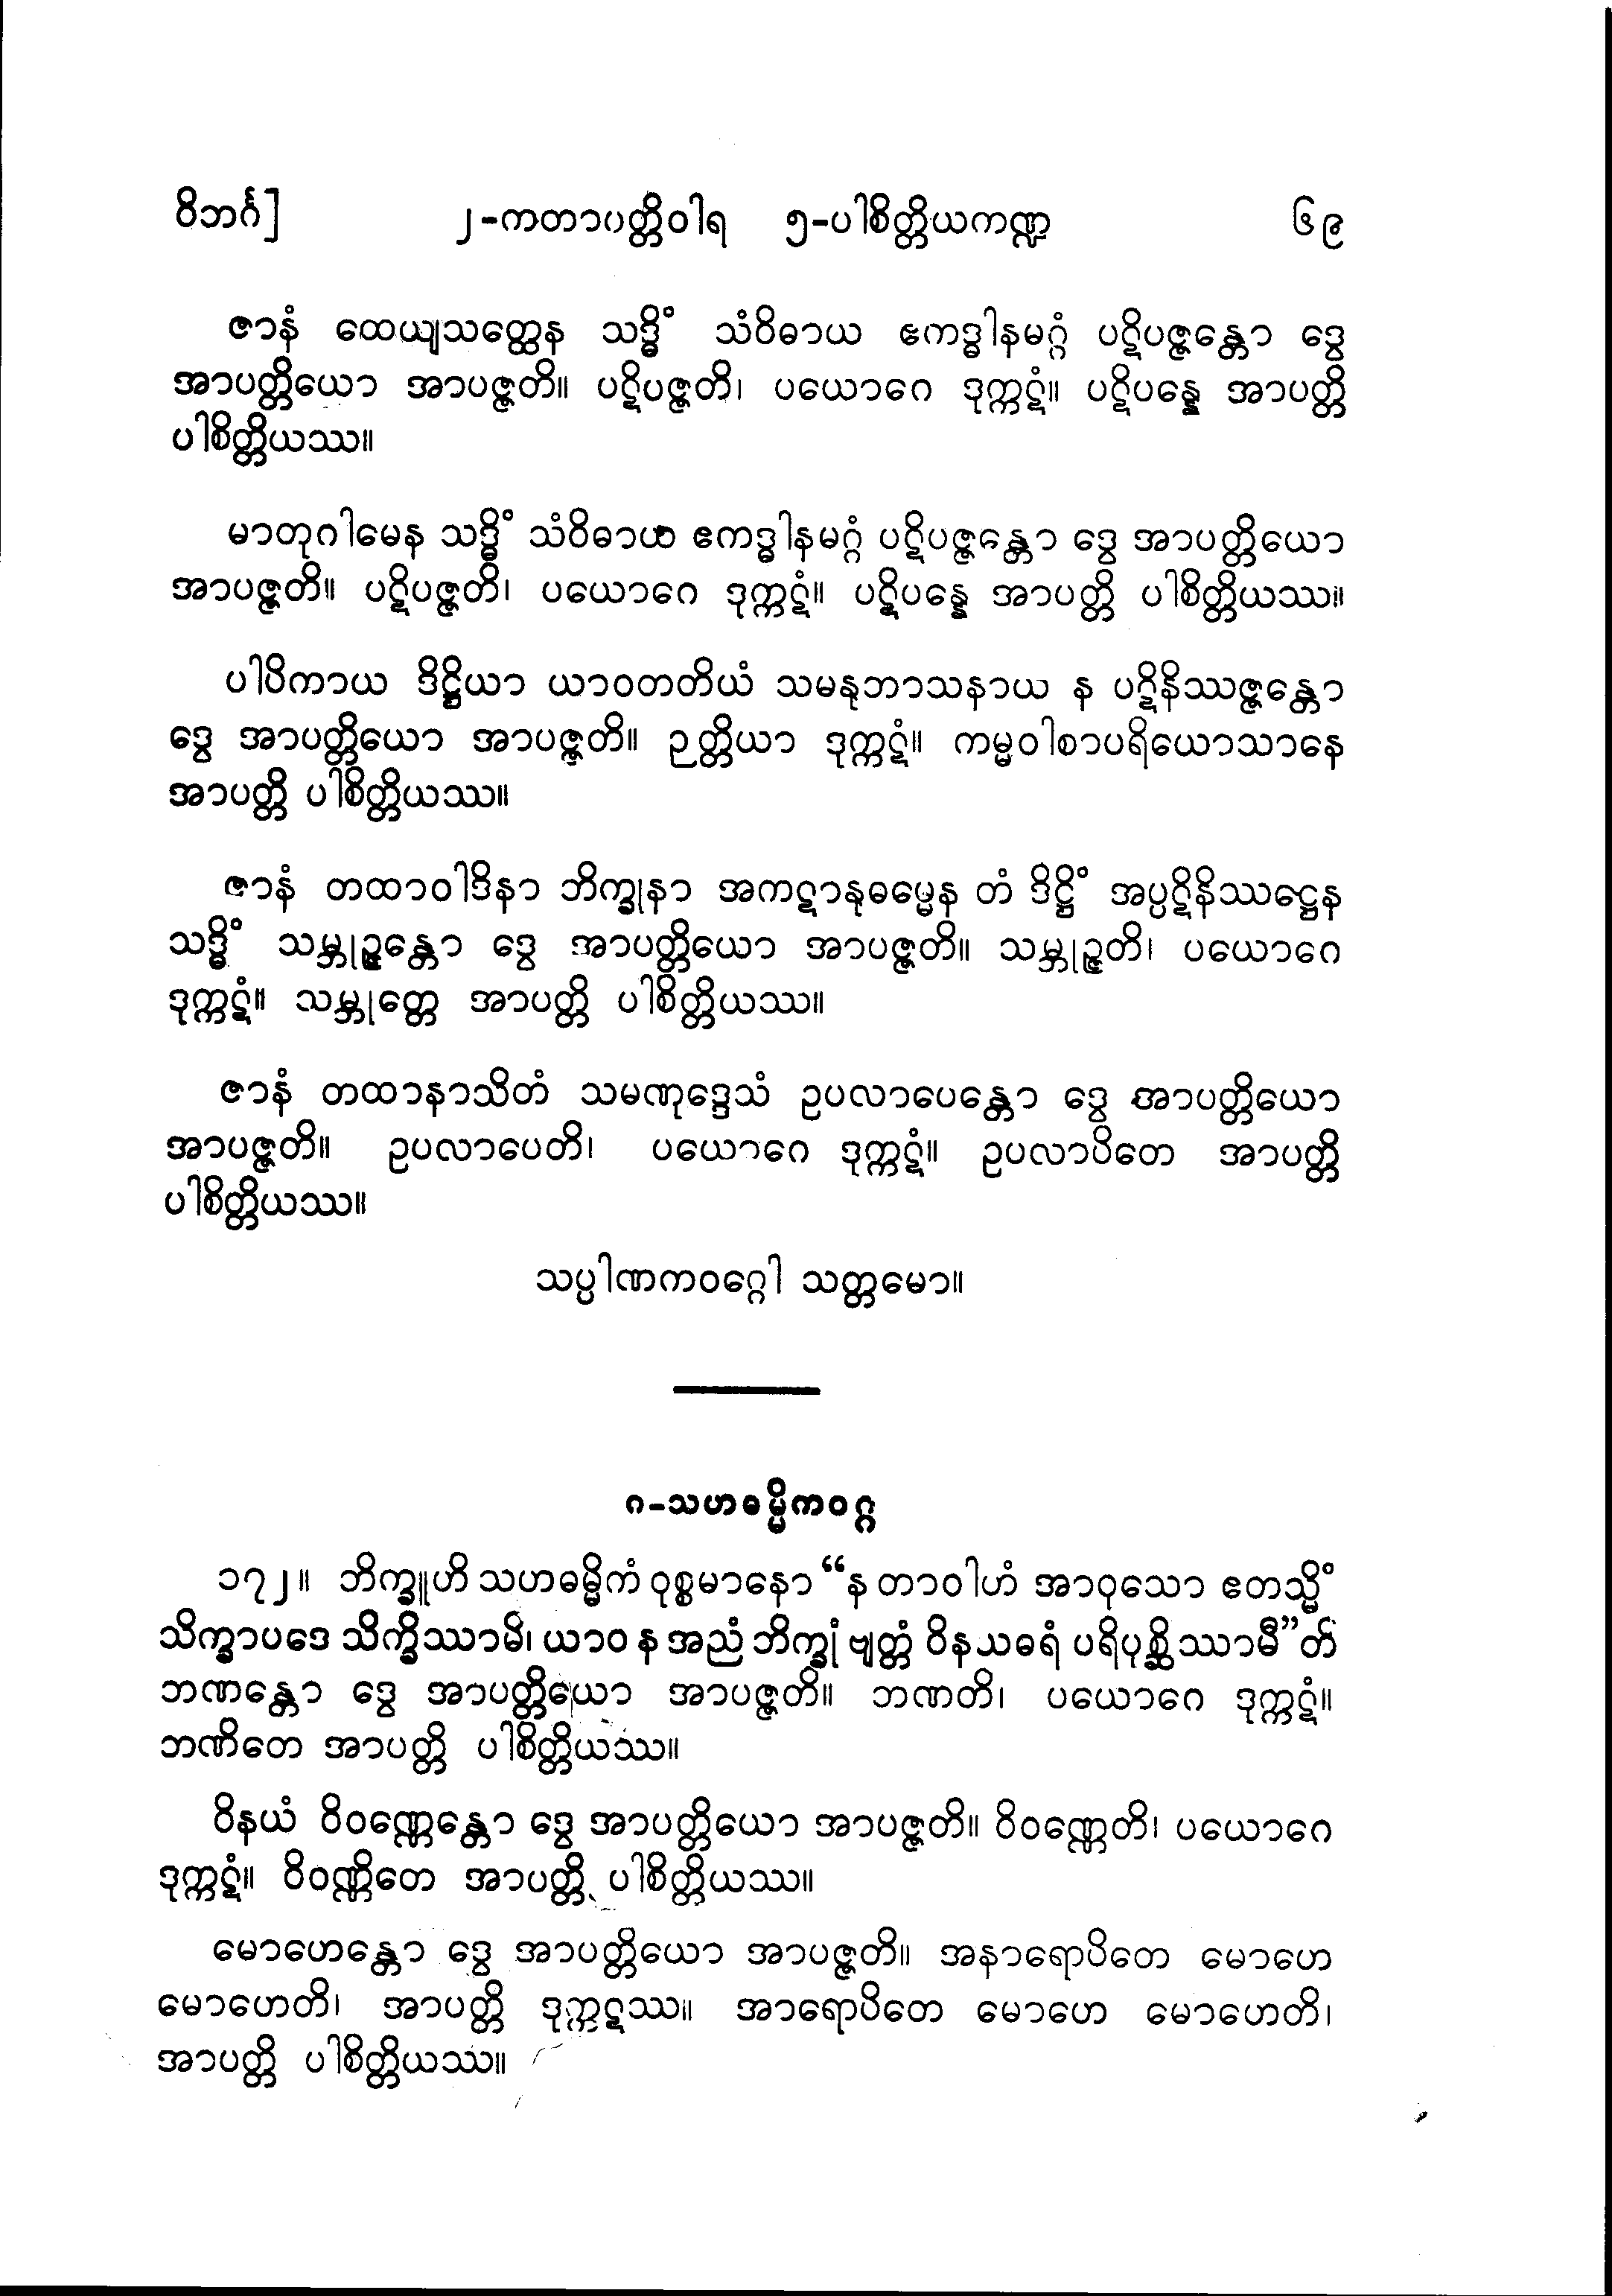 ဝိဘင်္ဂ]    ၂-ကတာပတ္တိဝါရ    ၅-ပါစိတ္တိယကဏ္ဍ    ၆၉
ဇာနံ ထေယျသတ္ထေန သဒ္ဓိံ သံဝိဓာယ ဧကဒ္ဓါနမဂ္ဂံ ပဋိပဇ္ဇန္တော ဒွေ
အာပတ္တိယော အာပဇ္ဇတိ။ ပဋိပဇ္ဇတိ၊ ပယောဂေ ဒုက္ကဋံ။ ပဋိပန္နေ အာပတ္တိ
ပါစိတ္တိယဿ။
မာတုဂါမေန သဒ္ဓိံ သံဝိဓာယ ဧကဒ္ဓါနမဂ္ဂံ ပဋိပဇ္ဇန္တော ဒွေ အာပတ္တိယော
အာပဇ္ဇတိ။ ပဋိပဇ္ဇတိ၊ ပယောဂေ ဒုက္ကဋံ။ ပဋိပန္နေ အာပတ္တိ ပါစိတ္တိယဿ။
ပါပိကာယ ဒိဋ္ဌိယာ ယာဝတတိယံ သမနုဘာသနာယ န ပဋိနိဿဇ္ဇန္တော
ဒွေ အာပတ္တိယော အာပဇ္ဇတိ။ ဉတ္တိယာ ဒုက္ကဋံ။ ကမ္မဝါစာပရိယောသာနေ
အာပတ္တိ ပါစိတ္တိယဿ။
ဇာနံ တထာဝါဒိနာ ဘိက္ခုနာ အကဋာနုဓမ္မေန တံ ဒိဋ္ဌိံ အပ္ပဋိနိဿဋ္ဌေန
သဒ္ဓိံ သမ္ဘုဉ္ဇန္တော ဒွေ အာပတ္တိယော အာပဇ္ဇတိ။ သမ္ဘုဉ္ဇတိ၊ ပယောဂေ
ဒုက္ကဋံ။ သမ္ဘုတ္တေ အာပတ္တိ ပါစိတ္တိယဿ။
ဇာနံ တထာနာသိတံ သမဏုဒ္ဒေသံ ဥပလာပေန္တော ဒွေ အာပတ္တိယော
အာပဇ္ဇတိ။ ဥပလာပေတိ၊ ပယောဂေ ဒုက္ကဋံ။ ဥပလာပိတေ အာပတ္တိ
ပါစိတ္တိယဿ။
သပ္ပါဏကဝဂ္ဂေါ သတ္တမော။
၈-သဟဓမ္မိကဝဂ္ဂ
၁၇၂။ ဘိက္ခူဟိ သဟဓမ္မိကံ ဝုစ္စမာနော “န တာဝါဟံ အာဝုသော ဧတသ္မိံ
သိက္ခာပဒေ သိက္ခိဿာမိ၊ ယာဝ န အညံ ဘိက္ခုံ ဗျတ္တံ ဝိနယဓရံ ပရိပုစ္ဆိဿာမီ”တိ
ဘဏန္တော ဒွေ အာပတ္တိယော အာပဇ္ဇတိ။ ဘဏတိ၊ ပယောဂေ ဒုက္ကဋံ။
ဘဏိတေ အာပတ္တိ ပါစိတ္တိယဿ။
ဝိနယံ ဝိဝဏ္ဏေန္တော ဒွေ အာပတ္တိယော အာပဇ္ဇတိ။ ဝိဝဏ္ဏေတိ၊ ပယောဂေ
ဒုက္ကဋံ။ ဝိဝဏ္ဏိတေ အာပတ္တိ ပါစိတ္တိယဿ။
မောဟေန္တော ဒွေ အာပတ္တိယော အာပဇ္ဇတိ။ အနာရောပိတေ မောဟေ
မောဟေတိ၊ အာပတ္တိ ဒုက္ကဋဿ။ အာရောပိတေ မောဟေ မောဟေတိ၊
အာပတ္တိ ပါစိတ္တိယဿ။